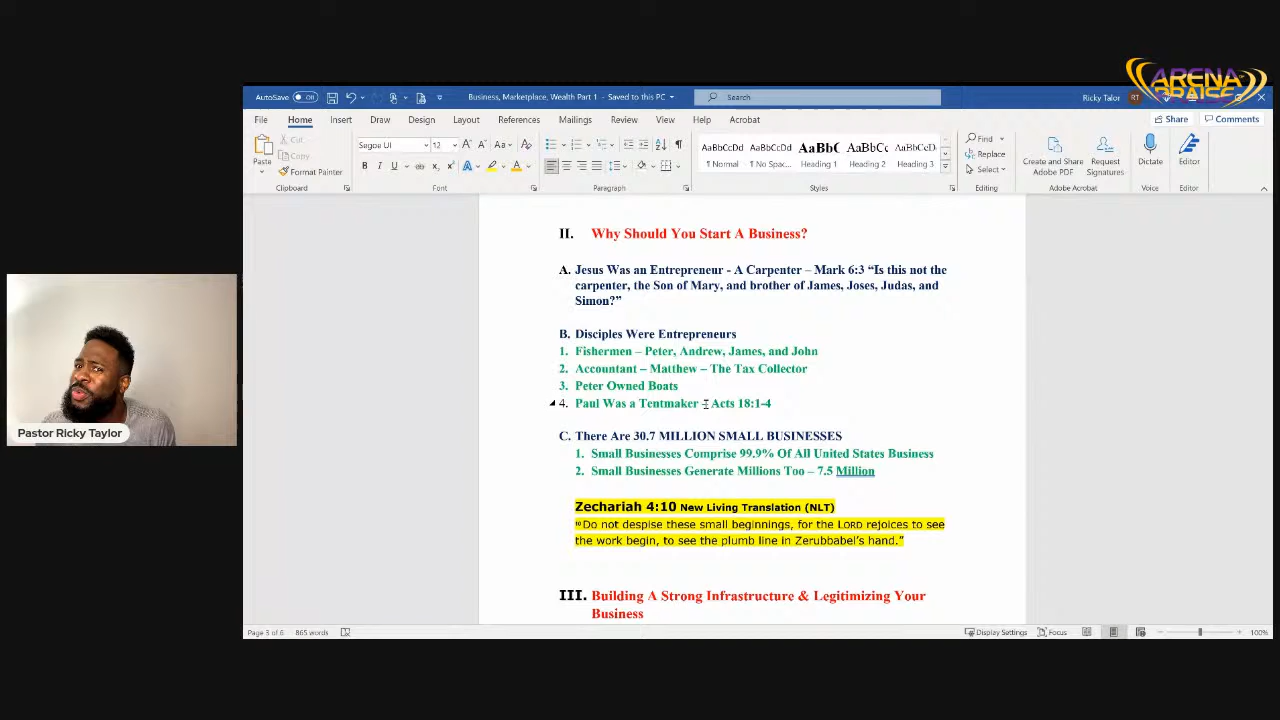 ARENA
PRAISE
AutoSave Off
Business, Marketplace, Wealth Part 1 - Saved to this PC
Search
Ricky Talor RT
File Home Insert Draw Design Layout References Mailings Review View Help Acrobat
Share Comments
Paste
Cut
Copy
Format Painter
Clipboard
Segoe UI 12
Font
Paragraph
AaBbCcDd AaBbCcDd AaBbC AaBbCc AaBbCcD
¶ Normal ¶ No Spac... Heading 1 Heading 2 Heading 3
Styles
Find
Replace
Select
Editing
Create and Share Adobe PDF
Request Signatures
Adobe Acrobat
Dictate
Voice
Editor
Editor
II. Why Should You Start A Business?
A. Jesus Was an Entrepreneur - A Carpenter – Mark 6:3 “Is this not the
carpenter, the Son of Mary, and brother of James, Joses, Judas, and
Simon?”
B. Disciples Were Entrepreneurs
1. Fishermen – Peter, Andrew, James, and John
2. Accountant – Matthew – The Tax Collector
3. Peter Owned Boats
4. Paul Was a Tentmaker – Acts 18:1-4
C. There Are 30.7 MILLION SMALL BUSINESSES
1. Small Businesses Comprise 99.9% Of All United States Business
2. Small Businesses Generate Millions Too – 7.5 Million
Zechariah 4:10 New Living Translation (NLT)
10 “Do not despise these small beginnings, for the LORD rejoices to see
the work begin, to see the plumb line in Zerubbabel’s hand.”
III. Building A Strong Infrastructure & Legitimizing Your
Business
Pastor Ricky Taylor
Page 3 of 6 865 words
Display Settings Focus 100%